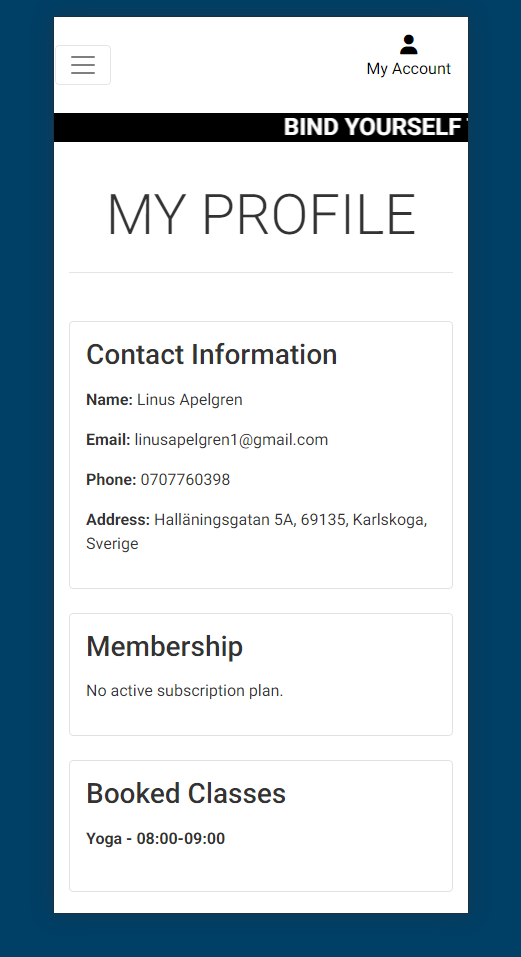 My Account
BIND YOURSELF
MY PROFILE
Contact Information
Name: Linus Apelgren
Email: linusapelgren1@gmail.com
Phone: 0707760398
Address: Halläningsgatan 5A, 69135, Karlskoga,
Sverige
Membership
No active subscription plan.
Booked Classes
Yoga - 08:00-09:00